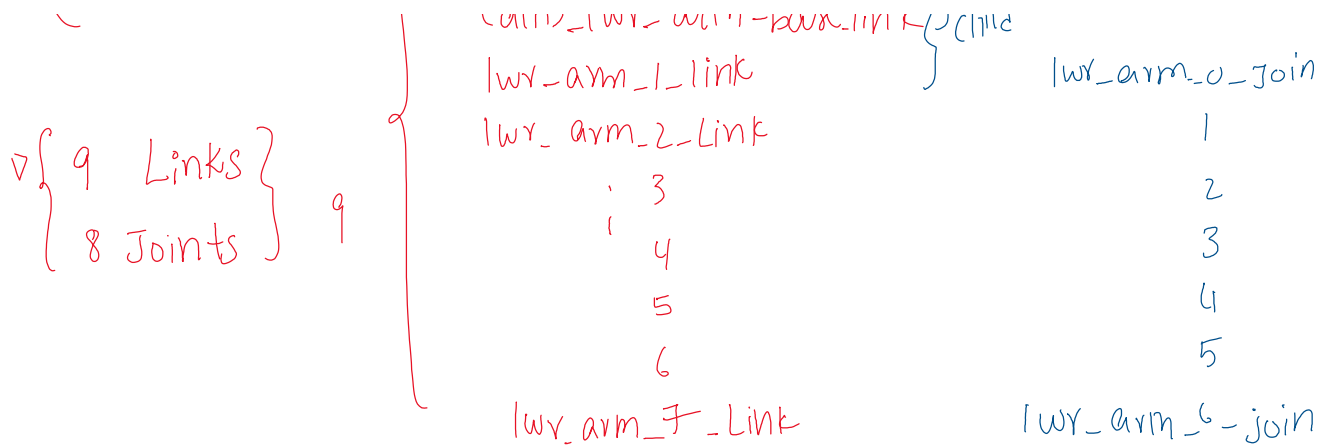 lwr_arm_1_link lwr_arm_0_Join
lwr_arm_2_Link 1
3 2
9 Links
8 Joints 9
4 3
5 4
6 5
lwr_arm_7_Link lwr_arm_6_join